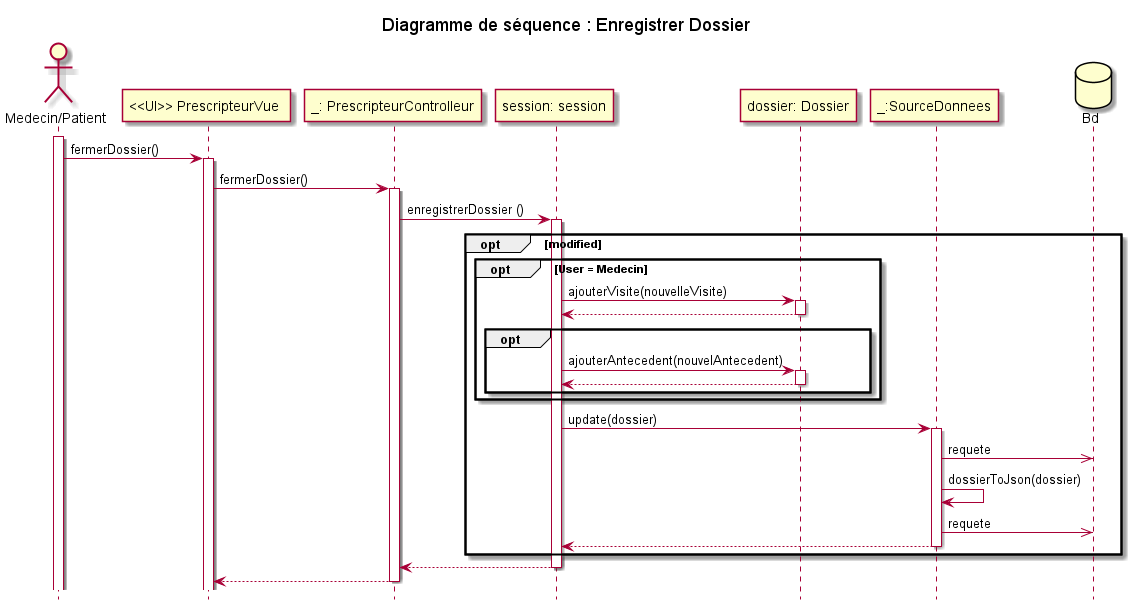 Diagramme de séquence : Enregistrer Dossier
Medecin/Patient
<<UI>> PrescripteurVue
_: PrescripteurControlleur
session: session
dossier: Dossier
_:SourceDonnees
Bd
fermerDossier()
fermerDossier()
enregistrerDossier ()
opt [modified]
opt [User = Medecin]
ajouterVisite(nouvelleVisite)
opt
ajouterAntecedent(nouvelAntecedent)
update(dossier)
requete
dossierToJson(dossier)
requete